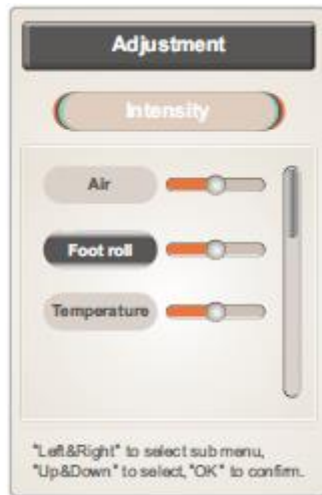 Adjustment
Intensity
Air
Foot roll
Temperature
"Left&Right" to select sub menu,
"Up&Down" to select, "OK" to confirm.